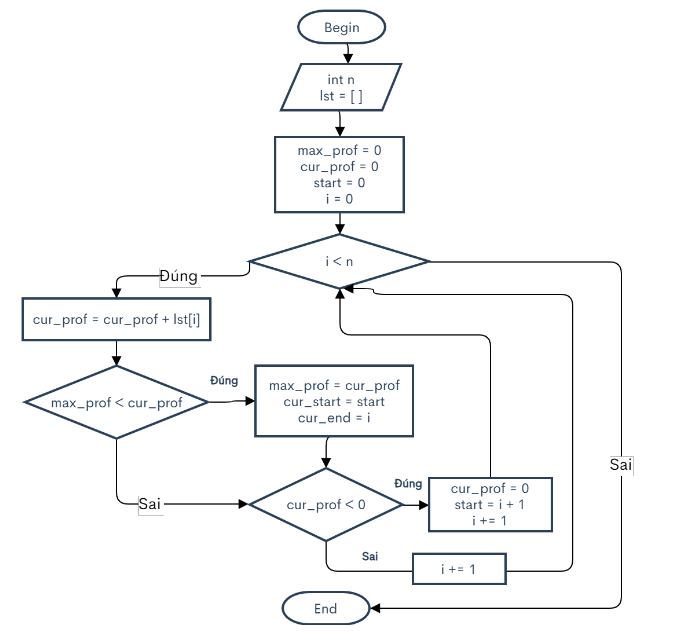 Begin
int n
lst = [ ]
max_prof = 0
cur_prof = 0
start = 0
i = 0
i < n
Đúng
cur_prof = cur_prof + lst[i]
max_prof < cur_prof
Đúng
max_prof = cur_prof
cur_start = start
cur_end = i
Sai
cur_prof < 0
Đúng
cur_prof = 0
start = i + 1
i += 1
Sai
i += 1
Sai
End